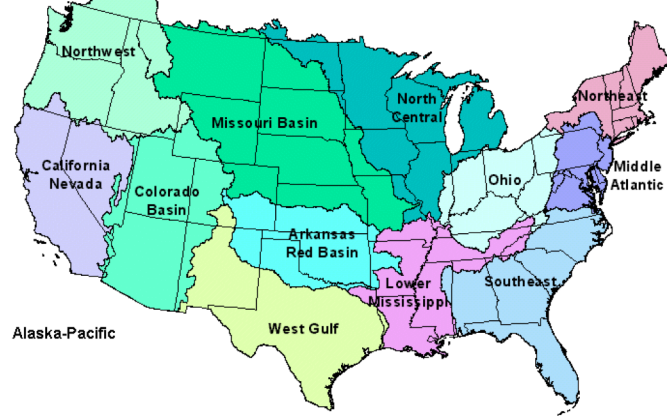 Northwest
Missouri Basin
North
Central
Northeast
California
Nevada
Colorado
Basin
Ohio
Middle
Atlantic
Arkansas
Red Basin
Lower
Mississippi
Southeast
West Gulf
Alaska-Pacific